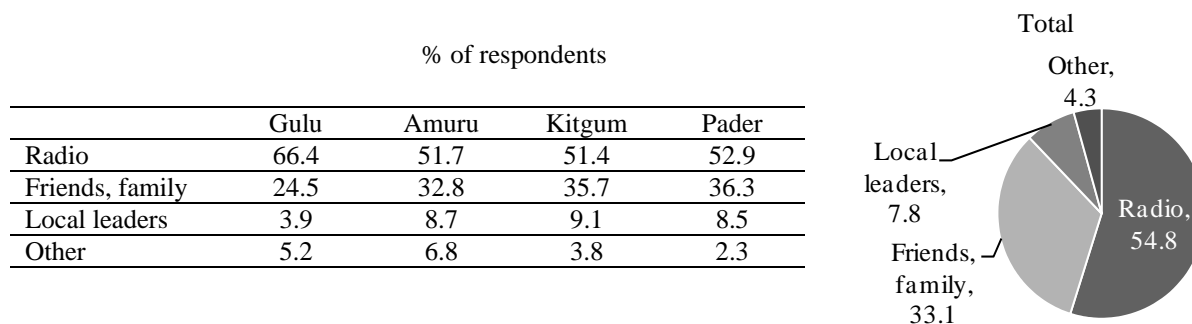 % of respondents
Gulu Amuru Kitgum Pader
Radio 66.4 51.7 51.4 52.9
Friends, family 24.5 32.8 35.7 36.3
Local leaders 3.9 8.7 9.1 8.5
Other 5.2 6.8 3.8 2.3
Total
Other,
4.3
Local
leaders,
7.8
Radio,
54.8
Friends,
family,
33.1